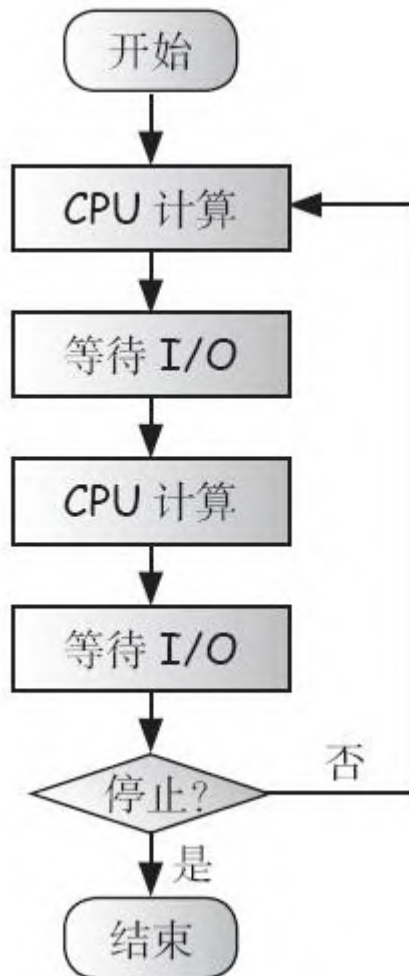 开始
CPU 计算
等待 I/O
CPU 计算
等待 I/O
停止?
否
是
结束